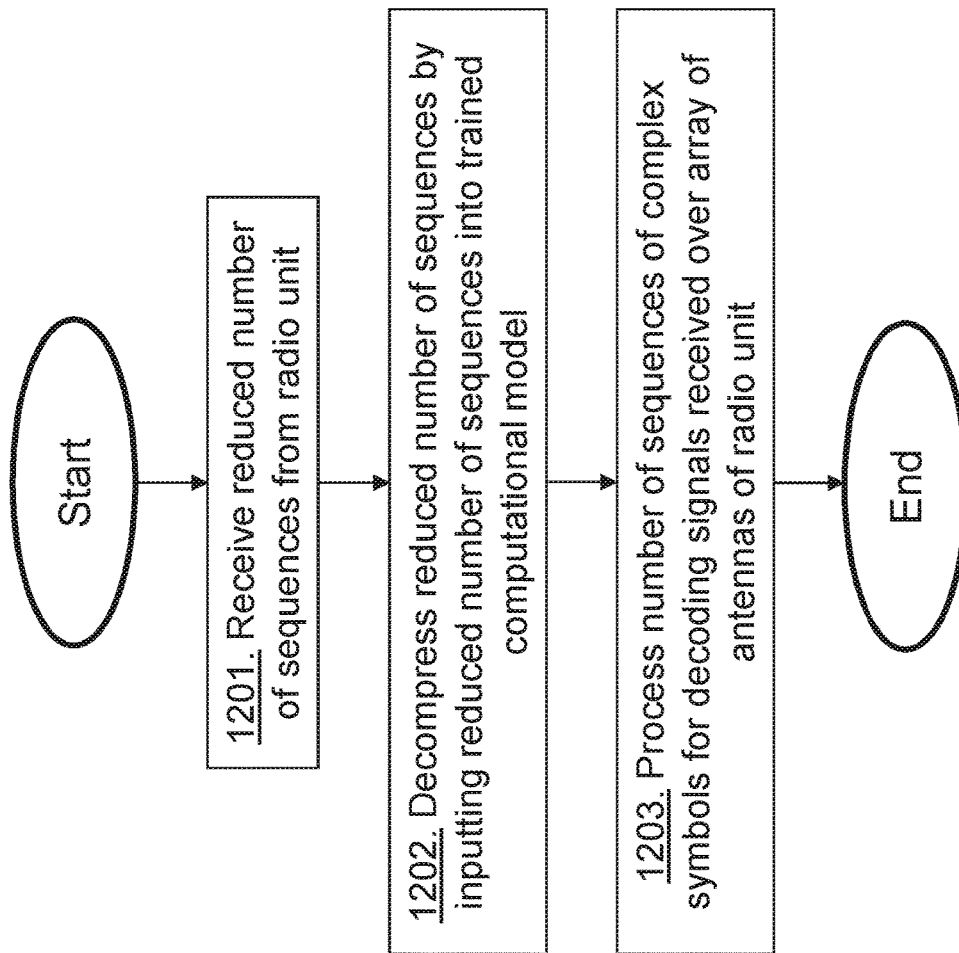 Start
1201. Receive reduced number
of sequences from radio unit
1202. Decompress reduced number of sequences by
inputting reduced number of sequences into trained
computational model
1203. Process number of sequences of complex
symbols for decoding signals received over array of
antennas of radio unit
End